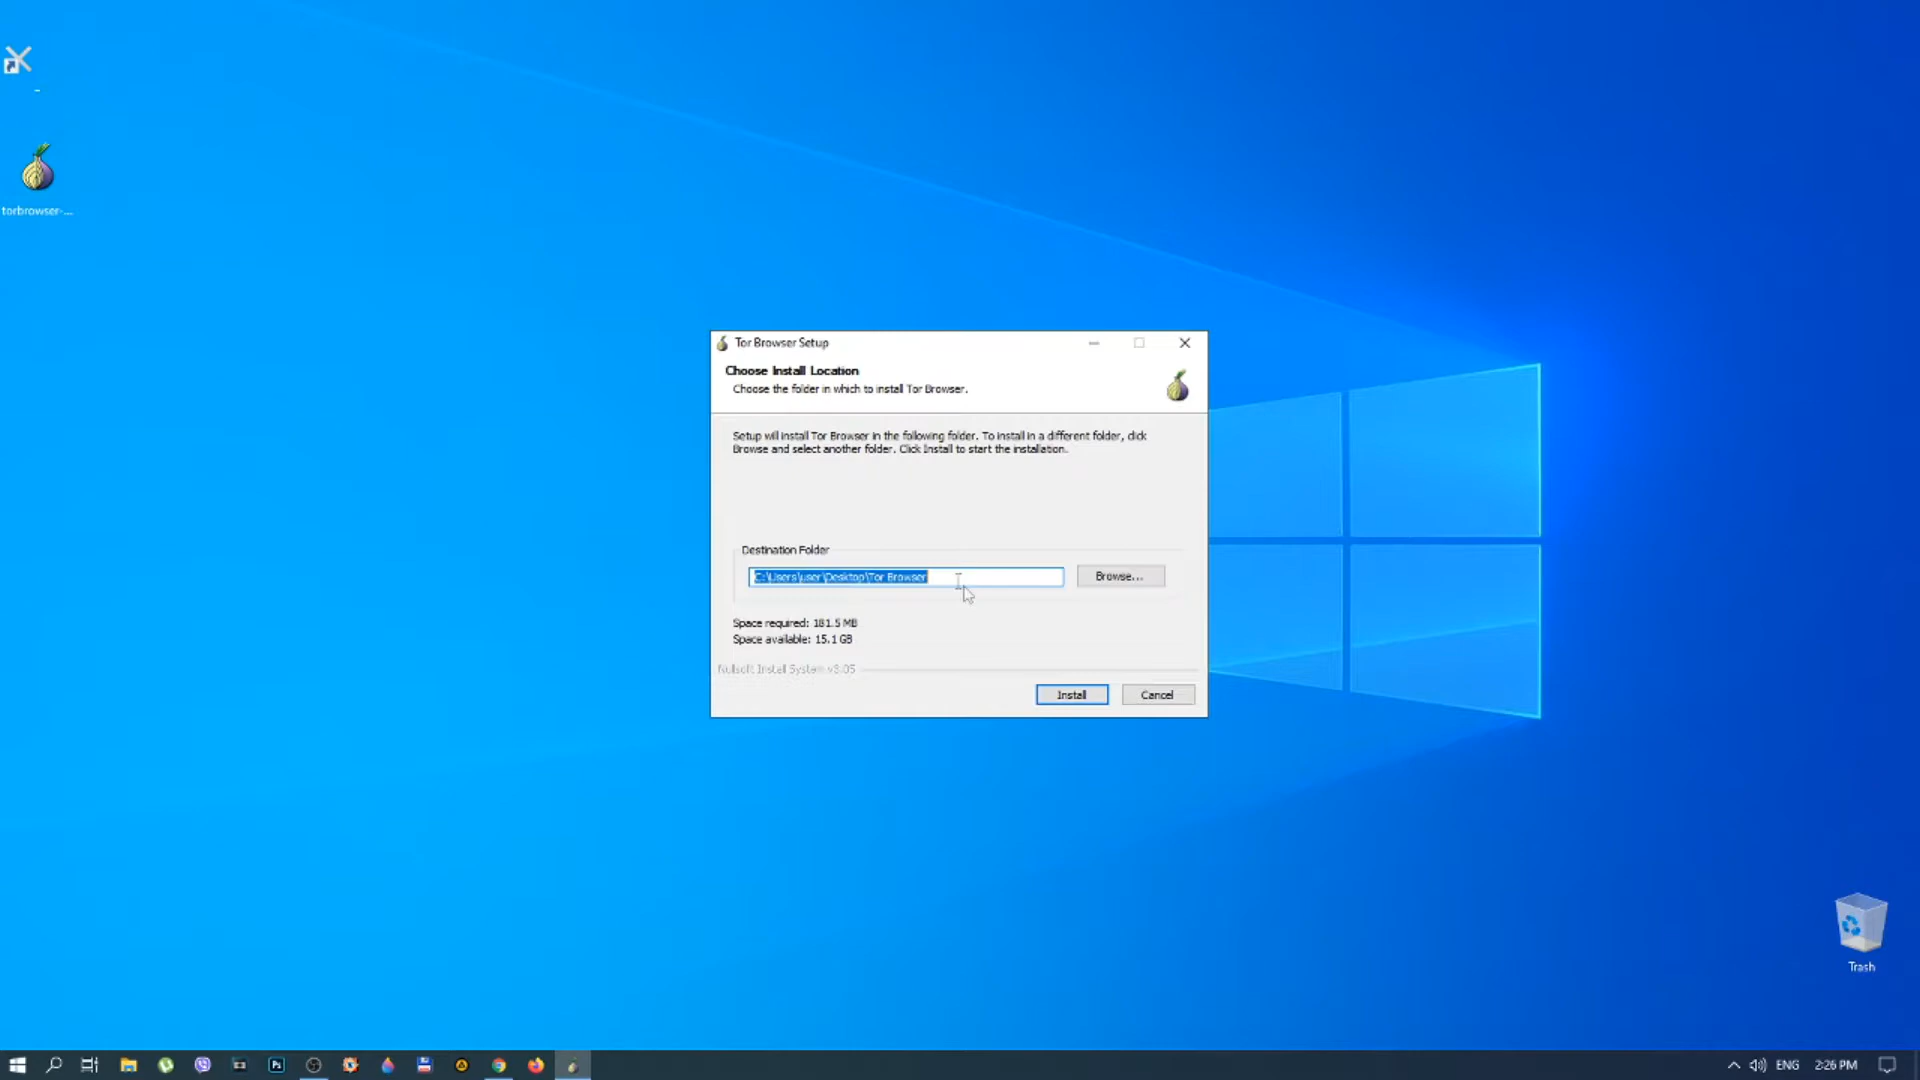 torbrowser-...
Tor Browser Setup
Choose Install Location
Choose the folder in which to install Tor Browser.
Setup will install Tor Browser in the following folder. To install in a different folder, click
Browse and select another folder. Click Install to start the installation.
Destination Folder
C:\Users\user\Desktop\Tor Browser
Browse...
Space required: 181.5 MB
Space available: 15.1 GB
Nullsoft Install System v3.05
Install
Cancel
Trash
Ps
ENG
2:26 PM